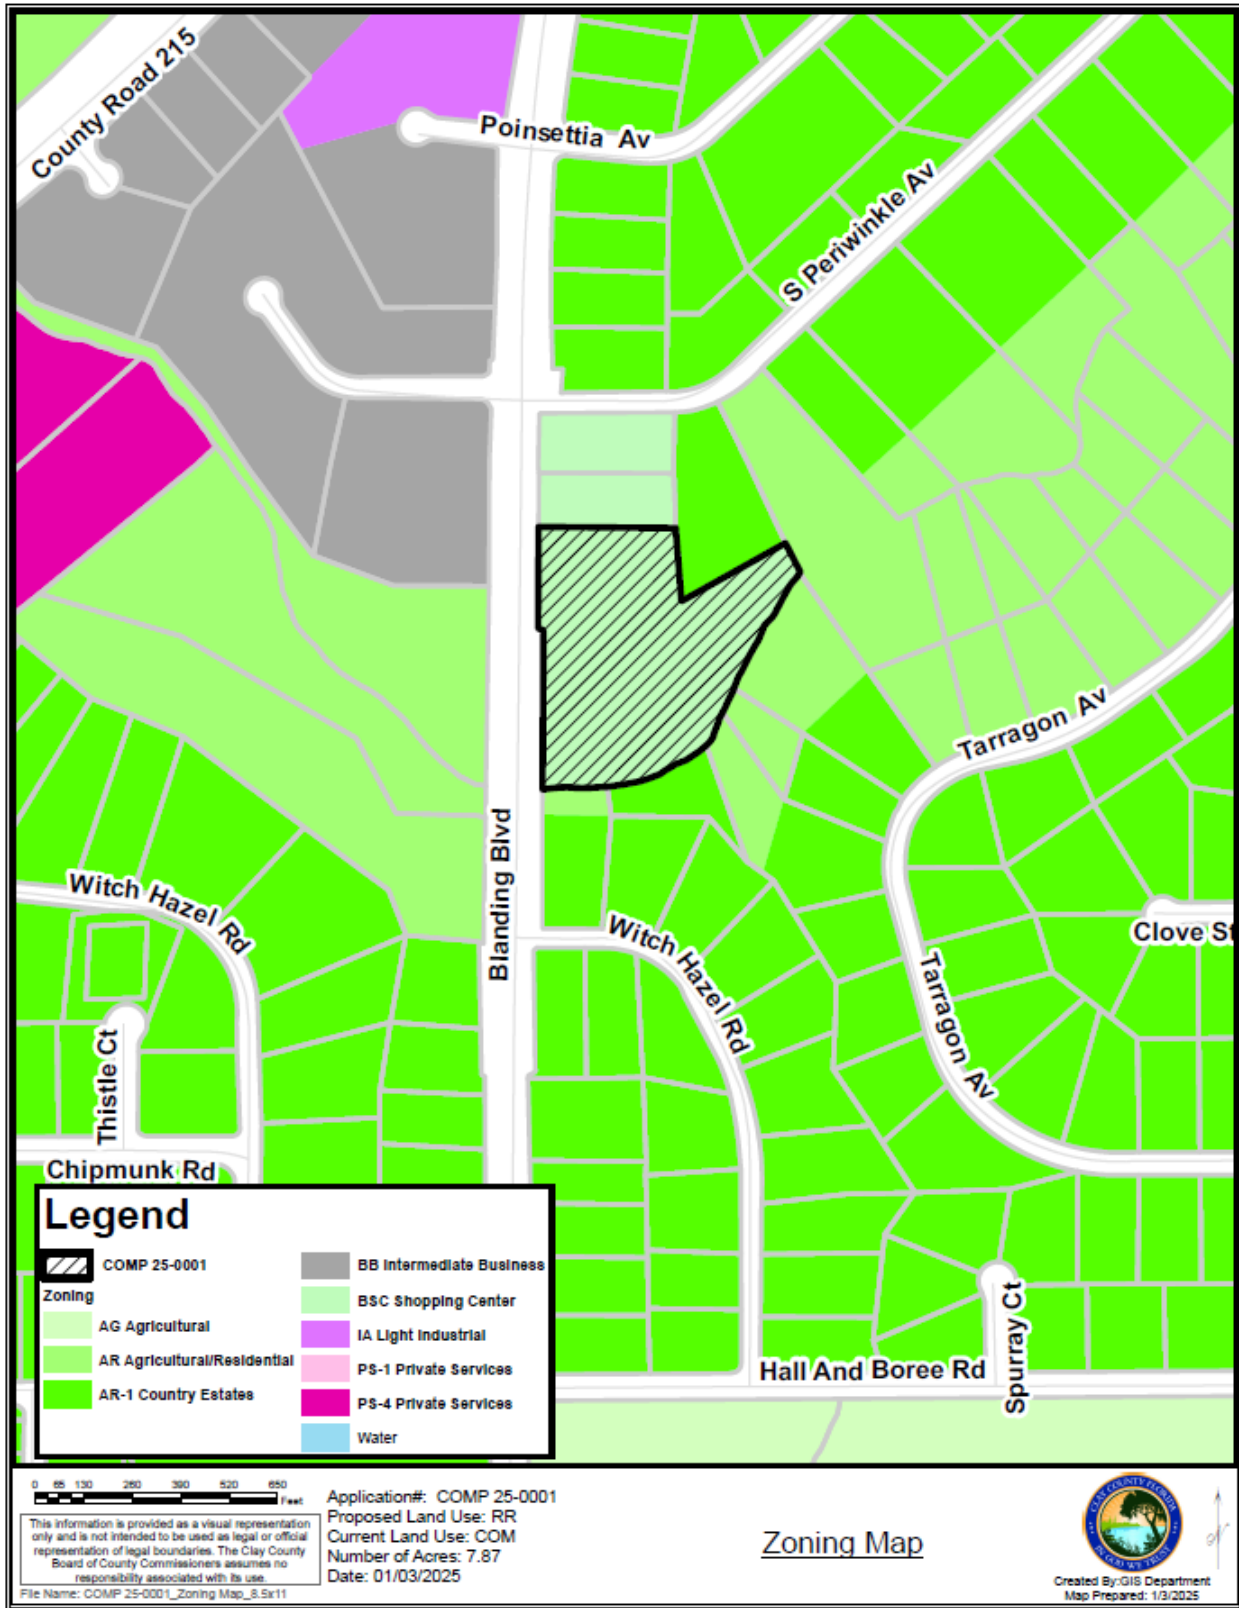 County Road 215
Poinsettia Av
S Periwinkle Av
Tarragon Av
Blanding Blvd
Witch Hazel Rd
Witch Hazel Rd
Clove St
Tarragon Av
Thistle Ct
Chipmunk Rd
Hall And Boree Rd
Spurray Ct
Legend
COMP 25-0001
Zoning
AG Agricultural
AR Agricultural/Residential
AR-1 Country Estates
BB Intermediate Business
BSC Shopping Center
IA Light Industrial
PS-1 Private Services
PS-4 Private Services
Water
0 65 130 260 390 520 650
Feet
This information is provided as a visual representation
only and is not intended to be used as legal or official
representation of legal boundaries. The Clay County
Board of County Commissioners assumes no
responsibility associated with its use.
File Name: COMP 25-0001_Zoning Map_8.5x11
Application#: COMP 25-0001
Proposed Land Use: RR
Current Land Use: COM
Number of Acres: 7.87
Date: 01/03/2025
Zoning Map
CLAY COUNTY FLORIDA
IN GOD WE TRUST
N
Created By:GIS Department
Map Prepared: 1/3/2025